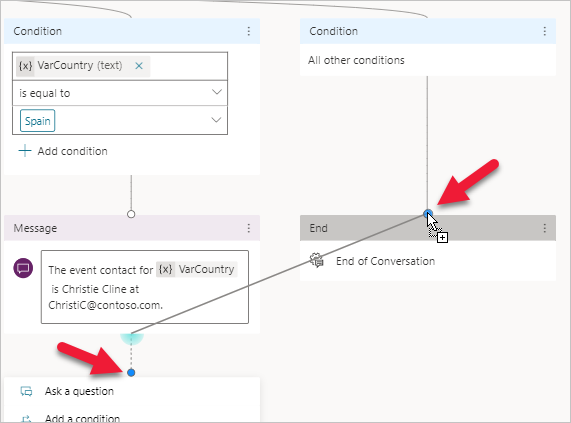 Condition
{x} VarCountry (text) ×
is equal to
Spain
+ Add condition
Message
The event contact for {x} VarCountry
is Christie Cline at
ChristiC@contoso.com.
Ask a question
Add a condition
Condition
All other conditions
End
End of Conversation